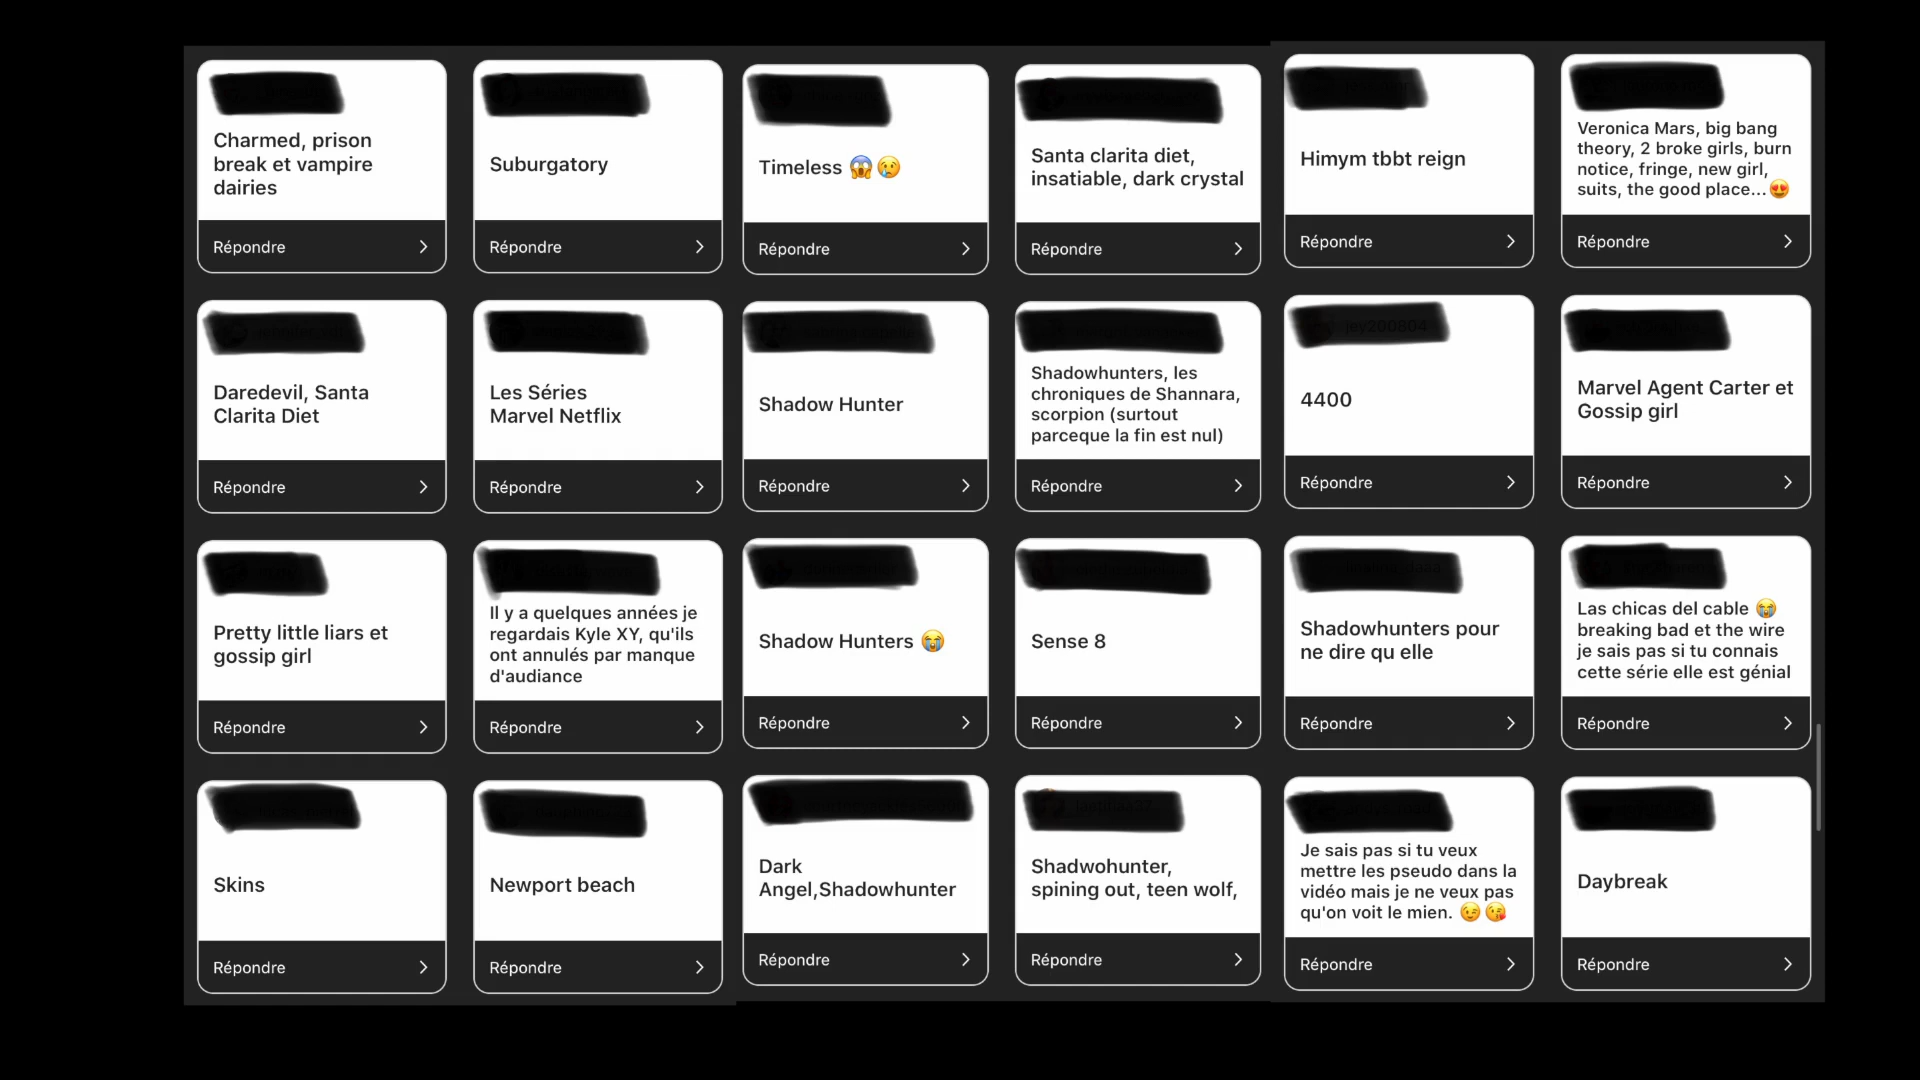 Charmed, prison
break et vampire
dairies
Répondre
Suburgatory
Répondre
Timeless 😱😢
Répondre
Santa clarita diet,
insatiable, dark crystal
Répondre
Himym tbbt reign
Répondre
Veronica Mars, big bang
theory, 2 broke girls, burn
notice, fringe, new girl,
suits, the good place...😍
Répondre
Daredevil, Santa
Clarita Diet
Répondre
Les Séries
Marvel Netflix
Répondre
Shadow Hunter
Répondre
Shadowhunters, les
chroniques de Shannara,
scorpion (surtout
parceque la fin est nul)
Répondre
4400
Répondre
Marvel Agent Carter et
Gossip girl
Répondre
Pretty little liars et
gossip girl
Répondre
Il y a quelques années je
regardais Kyle XY, qu'ils
ont annulés par manque
d'audiance
Répondre
Shadow Hunters 😭
Répondre
Sense 8
Répondre
Shadowhunters pour
ne dire qu elle
Répondre
Las chicas del cable 😭
breaking bad et the wire
je sais pas si tu connais
cette série elle est génial
Répondre
Skins
Répondre
Newport beach
Répondre
Dark
Angel,Shadowhunter
Répondre
Shadwohunter,
spining out, teen wolf,
Répondre
Je sais pas si tu veux
mettre les pseudo dans la
vidéo mais je ne veux pas
qu'on voit le mien. 😉😘
Répondre
Daybreak
Répondre